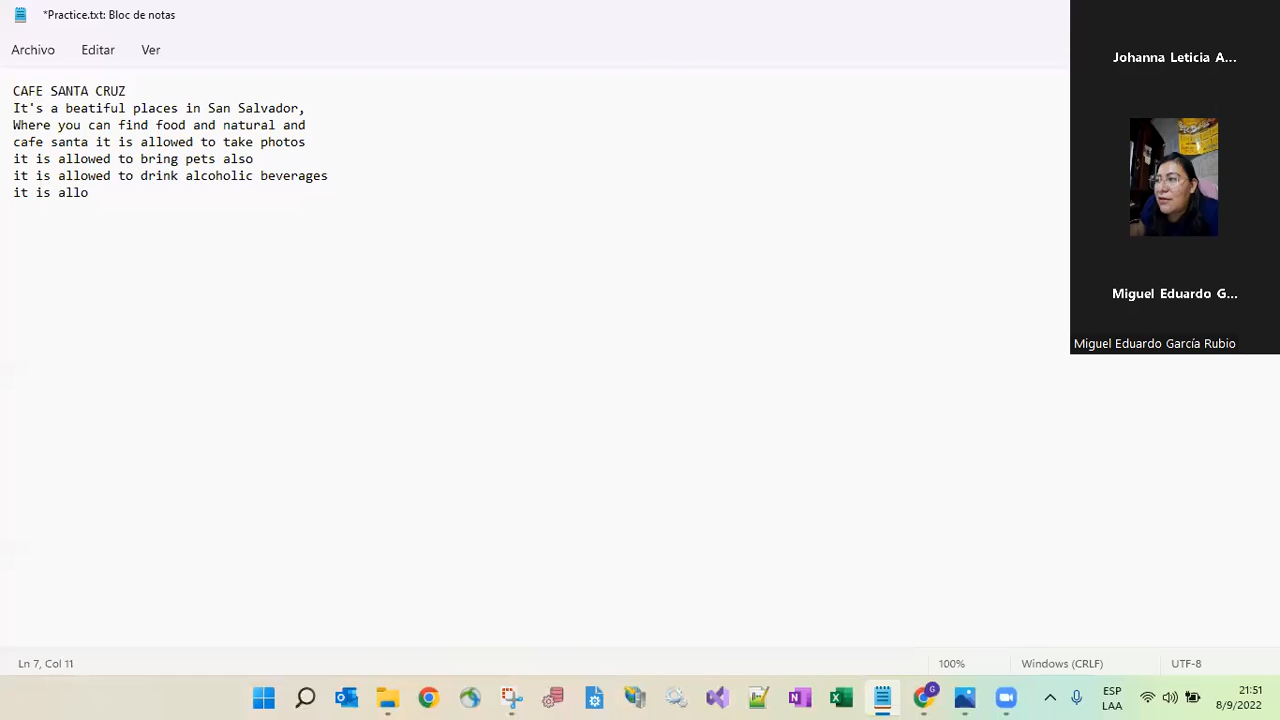 *Practice.txt: Bloc de notas
Archivo Editar Ver
CAFE SANTA CRUZ
It's a beatiful places in San Salvador,
Where you can find food and natural and
cafe santa it is allowed to take photos
it is allowed to bring pets also
it is allowed to drink alcoholic beverages
it is allo
Johanna Leticia A...
Miguel Eduardo G...
Miguel Eduardo García Rubio
Ln 7, Col 11
100%
Windows (CRLF)
UTF-8
ESP
LAA
21:51
8/9/2022